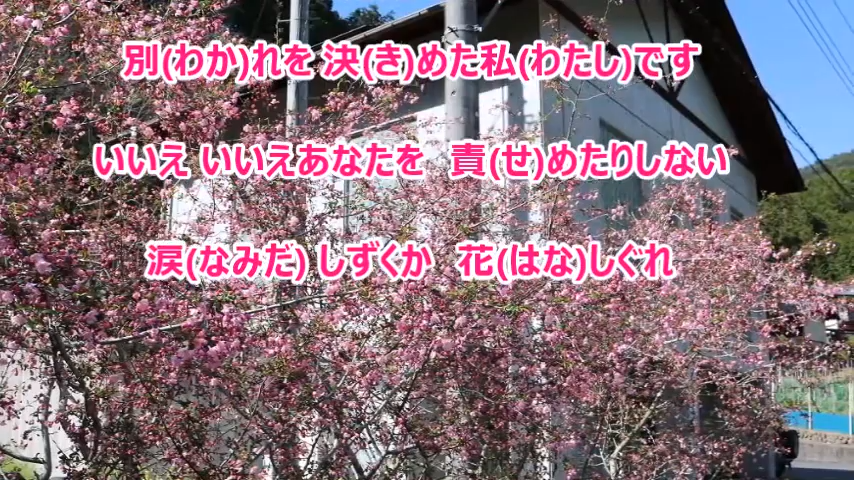 別(わか)れを 決(き)めた私(わたし)です
いいえ いいえあなたを 責(せ)めたりしない
涙(なみだ) しずくか 花(はな)しぐれ